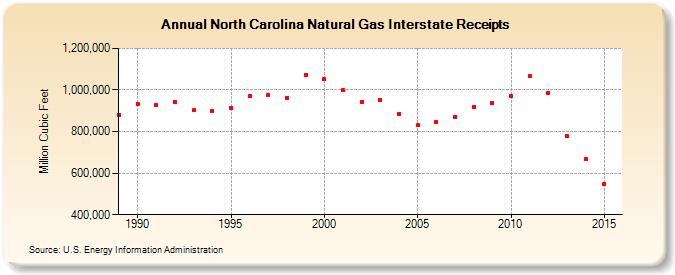 Annual North Carolina Natural Gas Interstate Receipts
Million Cubic Feet
1,200,000
1,000,000
800,000
600,000
400,000
1990 1995 2000 2005 2010 2015
Source: U.S. Energy Information Administration